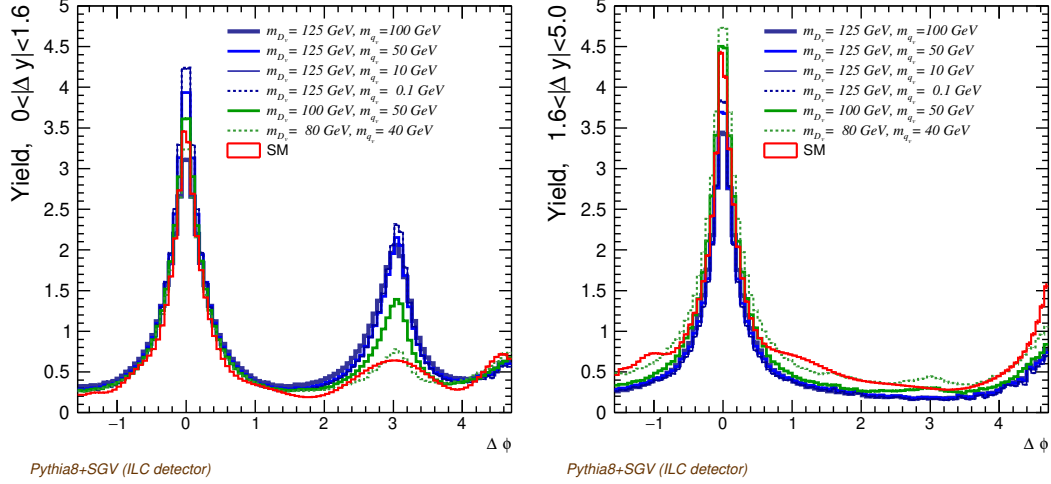 Yield, 0<|Δ y|<1.6
5
4.5
4
3.5
3
2.5
2
1.5
1
0.5
0
−1 0 1 2 3 4
Δ ϕ
m_{D_v}= 125 GeV, m_{q_v}=100 GeV
m_{D_v}= 125 GeV, m_{q_v}= 50 GeV
m_{D_v}= 125 GeV, m_{q_v}= 10 GeV
m_{D_v}= 125 GeV, m_{q_v}= 0.1 GeV
m_{D_v}= 100 GeV, m_{q_v}= 50 GeV
m_{D_v}= 80 GeV, m_{q_v}= 40 GeV
SM
Pythia8+SGV (ILC detector)
Yield, 1.6<|Δ y|<5.0
5
4.5
4
3.5
3
2.5
2
1.5
1
0.5
0
−1 0 1 2 3 4
Δ ϕ
m_{D_v}= 125 GeV, m_{q_v}=100 GeV
m_{D_v}= 125 GeV, m_{q_v}= 50 GeV
m_{D_v}= 125 GeV, m_{q_v}= 10 GeV
m_{D_v}= 125 GeV, m_{q_v}= 0.1 GeV
m_{D_v}= 100 GeV, m_{q_v}= 50 GeV
m_{D_v}= 80 GeV, m_{q_v}= 40 GeV
SM
Pythia8+SGV (ILC detector)